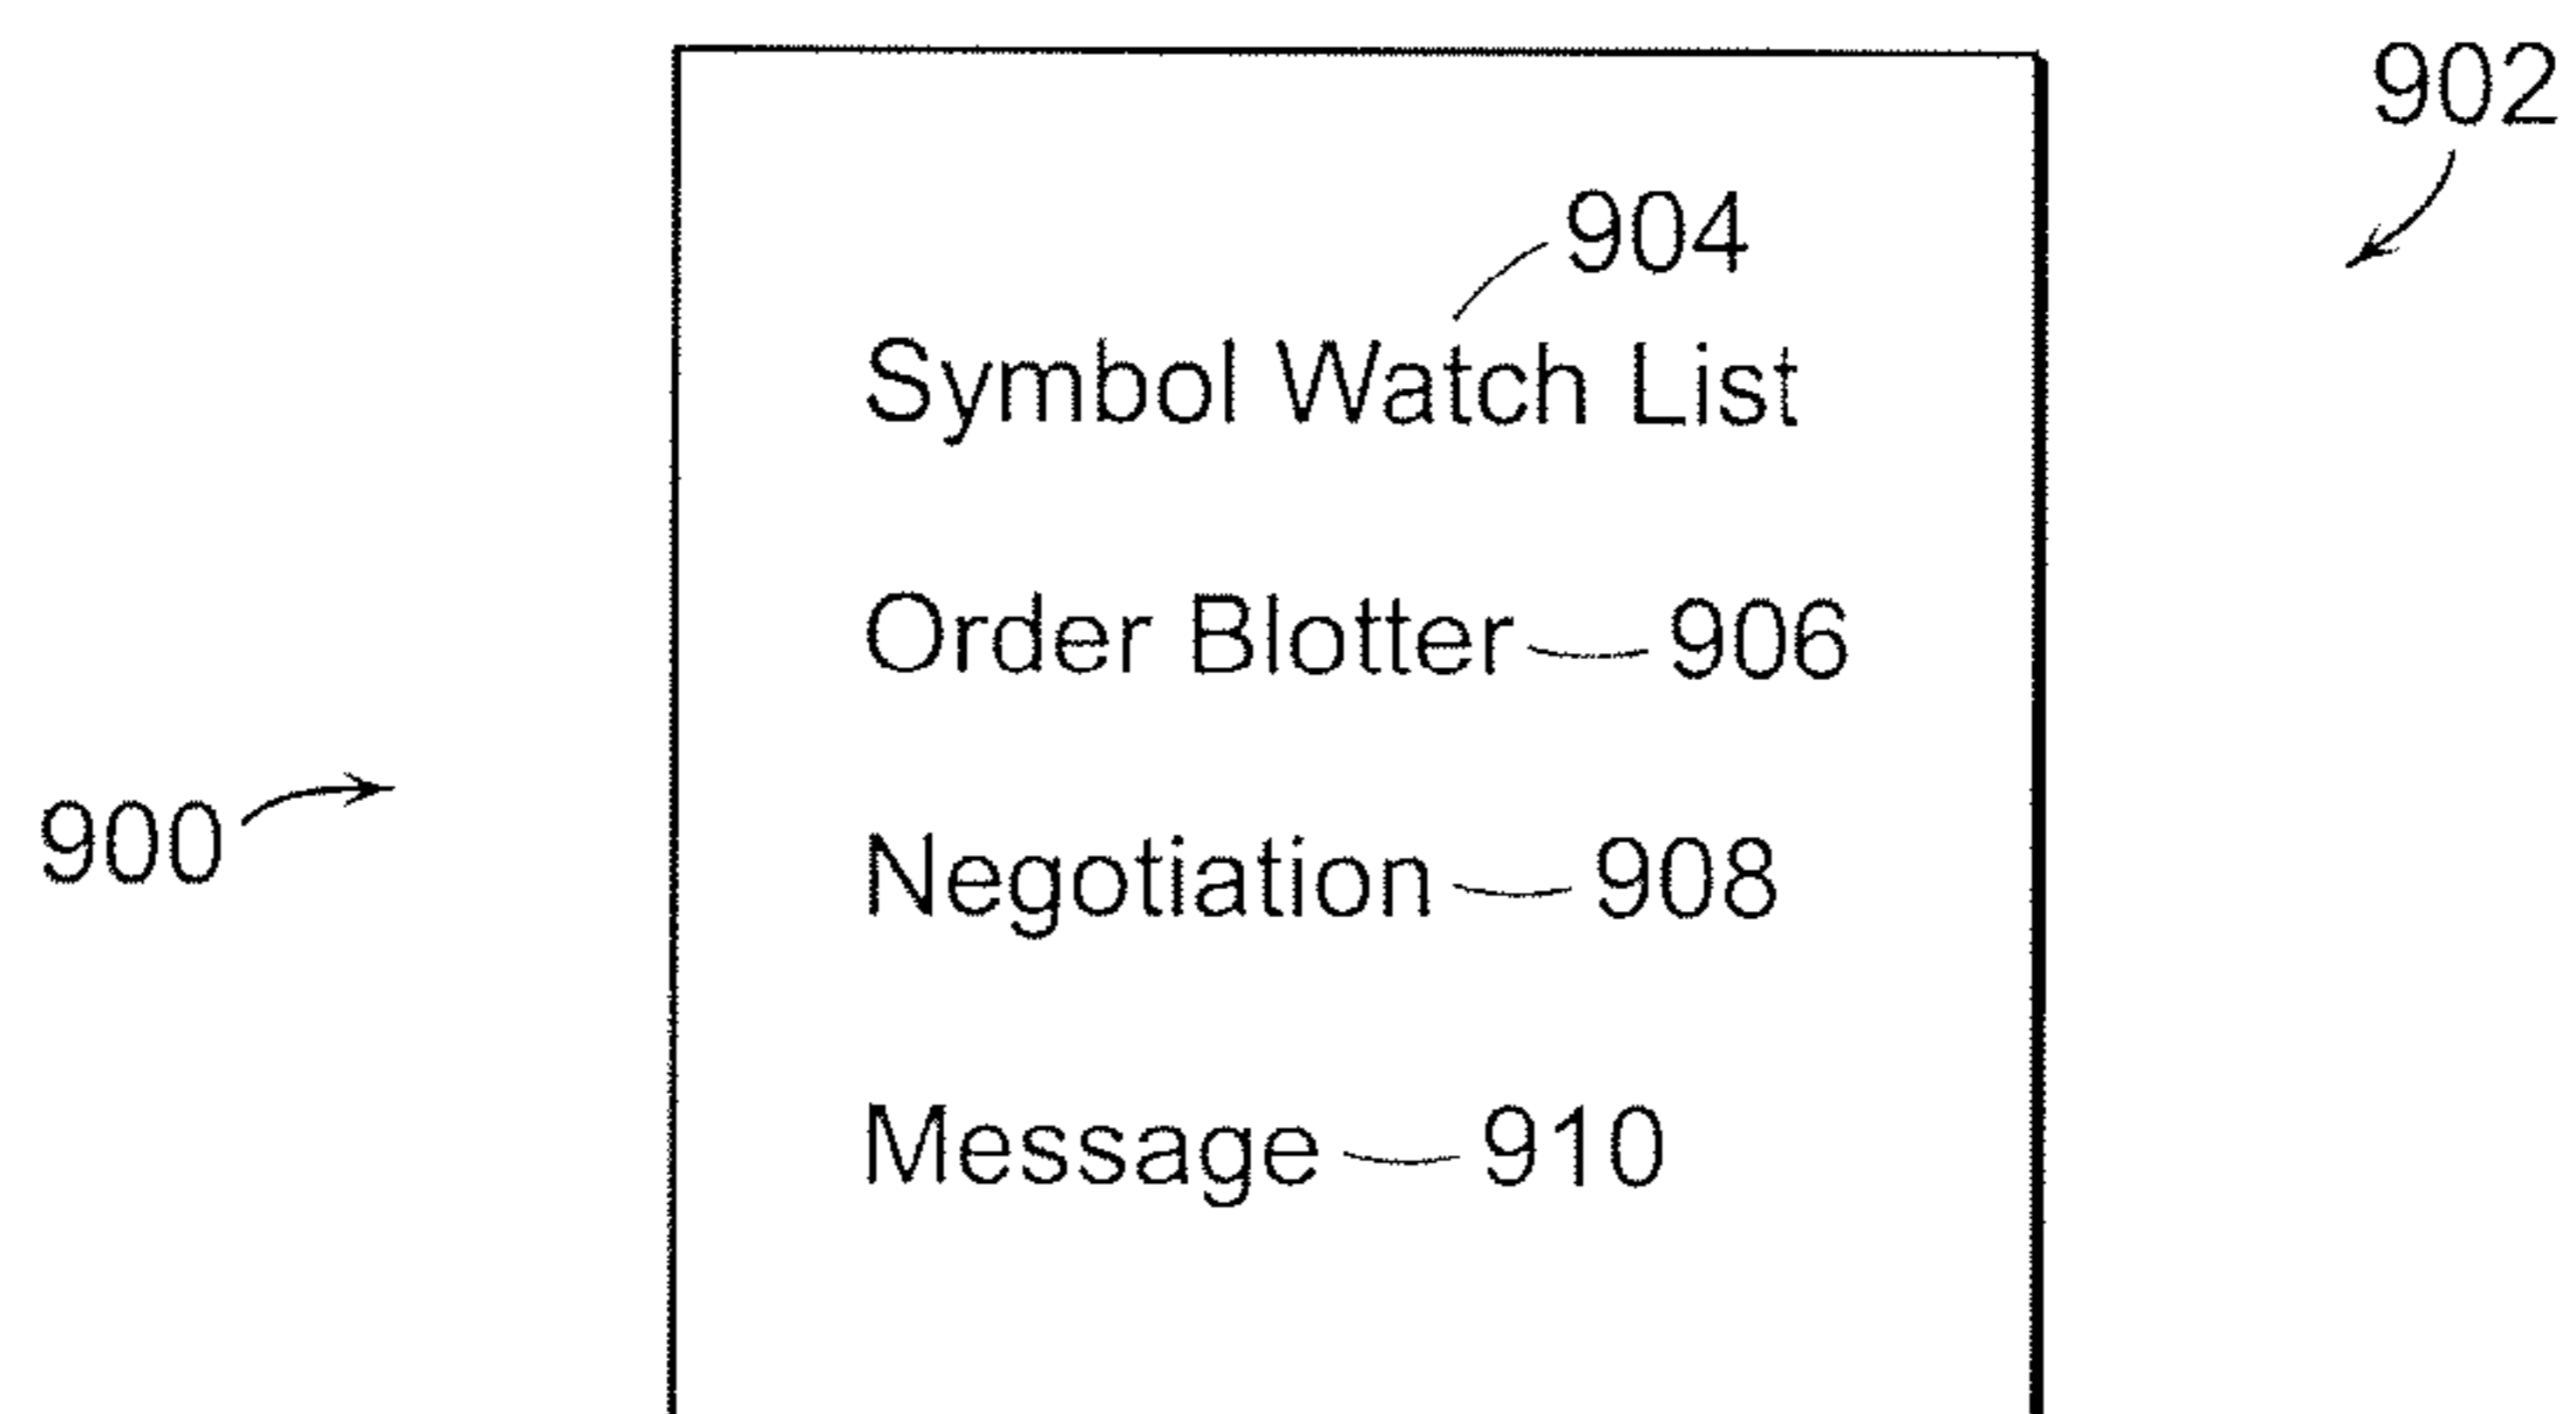 902
904
Symbol Watch List
Order Blotter 906
900
Negotiation 908
Message 910